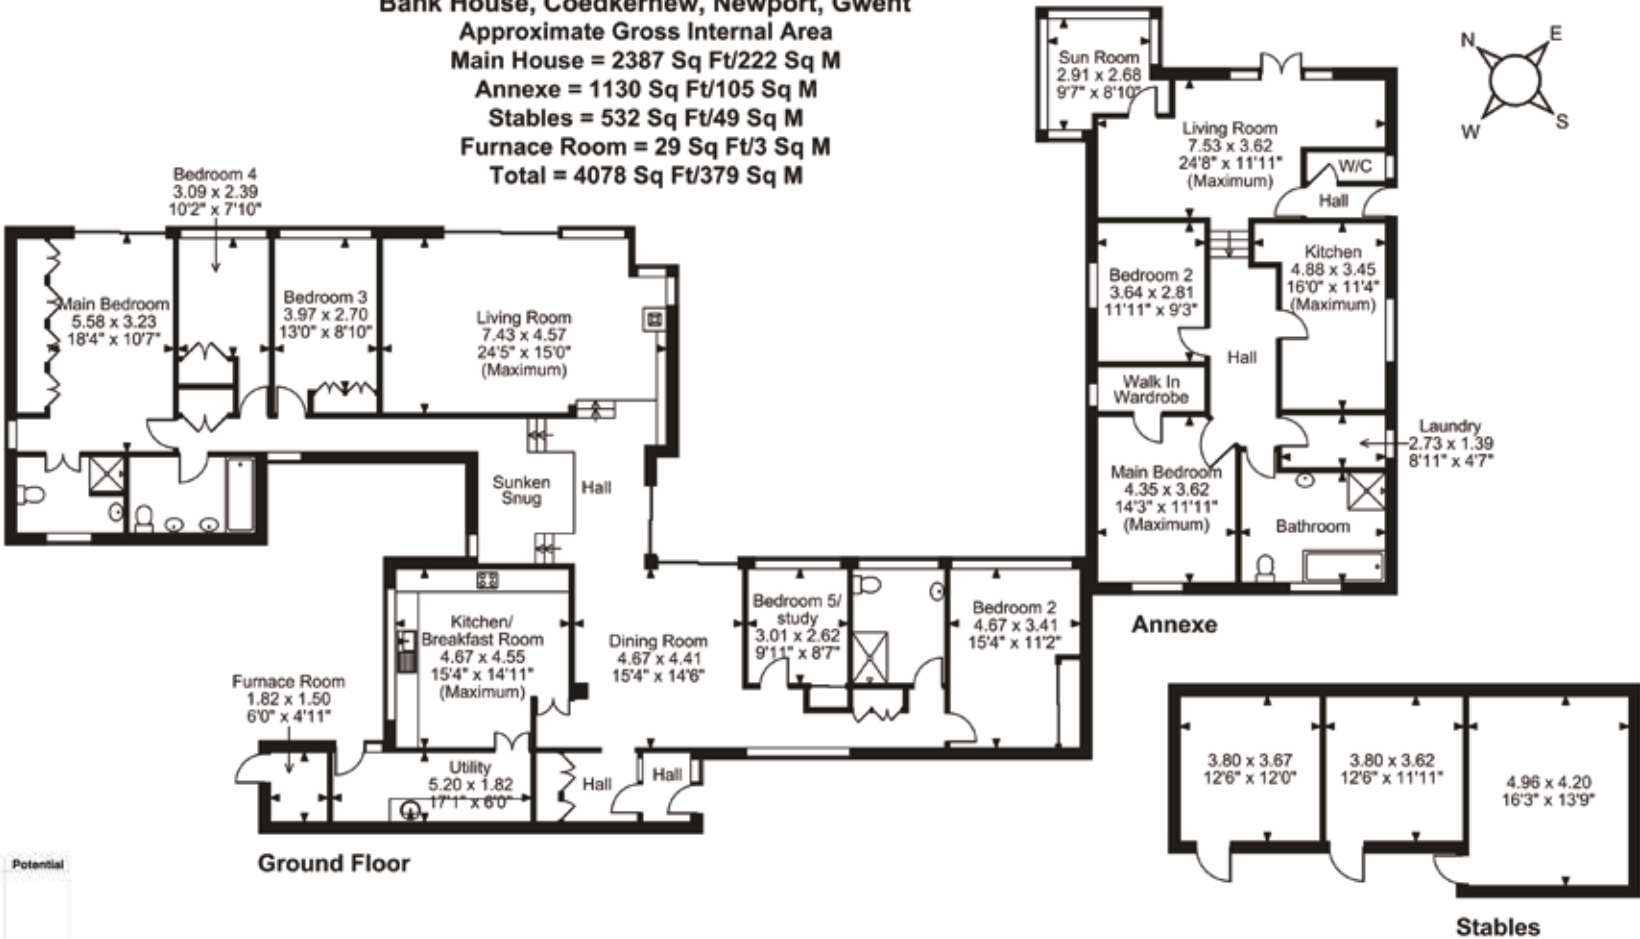 Bank House, Coedkernew, Newport, Gwent
Approximate Gross Internal Area
Main House = 2387 Sq Ft/222 Sq M
Annexe = 1130 Sq Ft/105 Sq M
Stables = 532 Sq Ft/49 Sq M
Furnace Room = 29 Sq Ft/3 Sq M
Total = 4078 Sq Ft/379 Sq M
N
E
W
S
Bedroom 4
3.09 x 2.39
10'2" x 7'10"
Main Bedroom
5.58 x 3.23
18'4" x 10'7"
Bedroom 3
3.97 x 2.70
13'0" x 8'10"
Living Room
7.43 x 4.57
24'5" x 15'0"
(Maximum)
Sunken
Snug
Hall
Kitchen/
Breakfast Room
4.67 x 4.55
15'4" x 14'11"
(Maximum)
Dining Room
4.67 x 4.41
15'4" x 14'6"
Bedroom 5/
study
3.01 x 2.62
9'11" x 8'7"
Bedroom 2
4.67 x 3.41
15'4" x 11'2"
Furnace Room
1.82 x 1.50
6'0" x 4'11"
Utility
5.20 x 1.82
17'1" x 6'0"
Hall
Hall
Ground Floor
Sun Room
2.91 x 2.68
9'7" x 8'10"
Living Room
7.53 x 3.62
24'8" x 11'11"
(Maximum)
W/C
Hall
Bedroom 2
3.64 x 2.81
11'11" x 9'3"
Kitchen
4.88 x 3.45
16'0" x 11'4"
(Maximum)
Hall
Walk In
Wardrobe
Laundry
2.73 x 1.39
8'11" x 4'7"
Main Bedroom
4.35 x 3.62
14'3" x 11'11"
(Maximum)
Bathroom
Annexe
3.80 x 3.67
12'6" x 12'0"
3.80 x 3.62
12'6" x 11'11"
4.96 x 4.20
16'3" x 13'9"
Stables
Potential